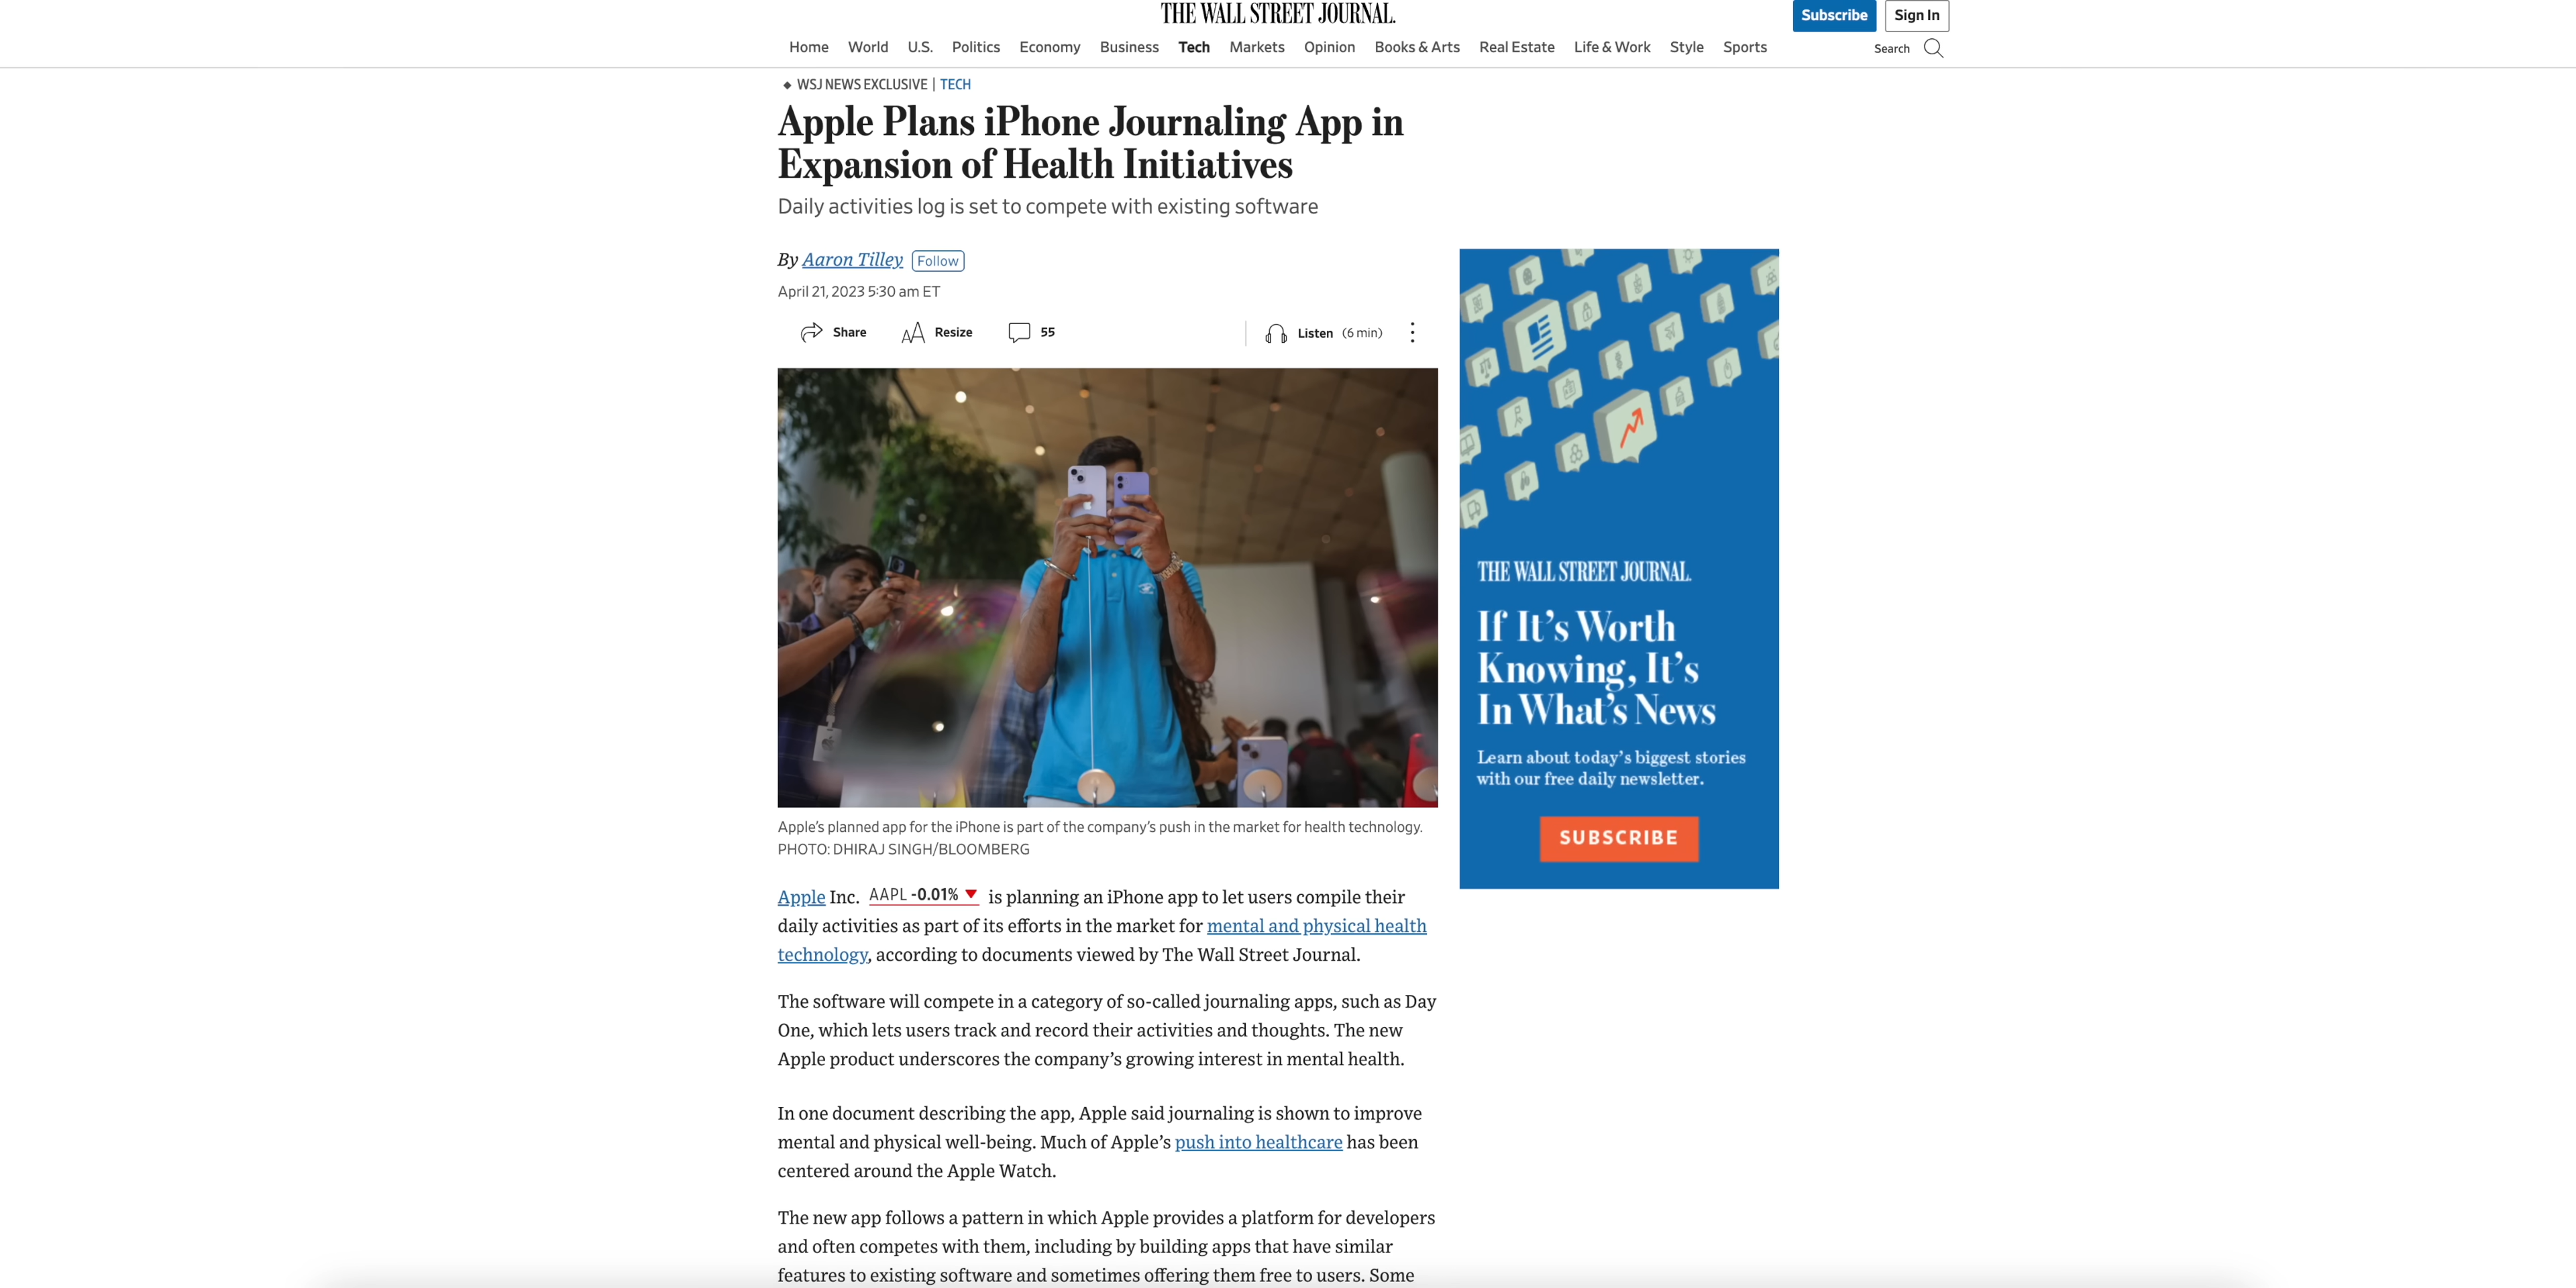 THE WALL STREET JOURNAL.
Subscribe
Sign In
Home World U.S. Politics Economy Business Tech Markets Opinion Books & Arts Real Estate Life & Work Style Sports
Search
◆ WSJ NEWS EXCLUSIVE | TECH
Apple Plans iPhone Journaling App in
Expansion of Health Initiatives
Daily activities log is set to compete with existing software
By Aaron Tilley Follow
April 21, 2023 5:30 am ET
Share AA Resize 55 Listen (6 min)
Apple’s planned app for the iPhone is part of the company’s push in the market for health technology.
PHOTO: DHIRAJ SINGH/BLOOMBERG
Apple Inc. AAPL -0.01% ▼ is planning an iPhone app to let users compile their
daily activities as part of its efforts in the market for mental and physical health
technology, according to documents viewed by The Wall Street Journal.
The software will compete in a category of so-called journaling apps, such as Day
One, which lets users track and record their activities and thoughts. The new
Apple product underscores the company’s growing interest in mental health.
In one document describing the app, Apple said journaling is shown to improve
mental and physical well-being. Much of Apple’s push into healthcare has been
centered around the Apple Watch.
The new app follows a pattern in which Apple provides a platform for developers
and often competes with them, including by building apps that have similar
features to existing software and sometimes offering them free to users. Some
THE WALL STREET JOURNAL.
If It’s Worth
Knowing, It’s
In What’s News
Learn about today’s biggest stories
with our free daily newsletter.
SUBSCRIBE